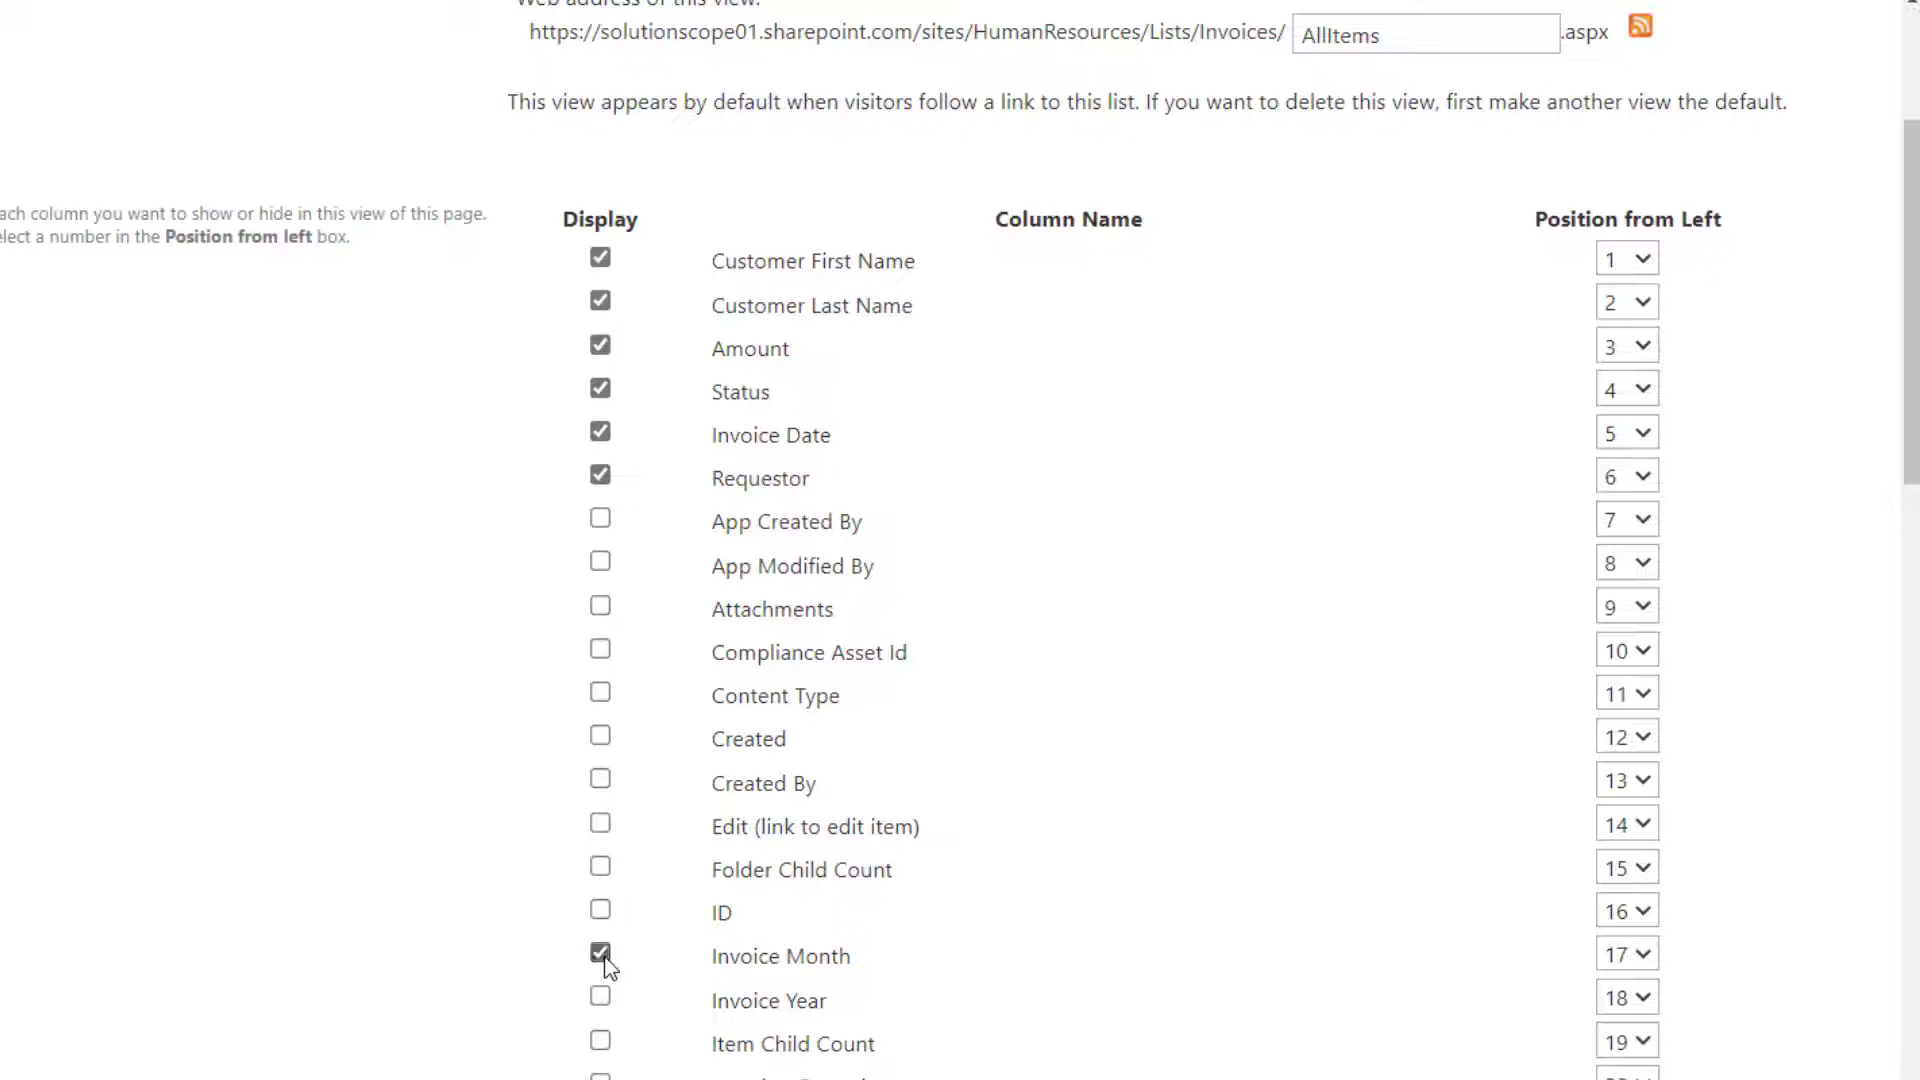 Web address of this view:
https://solutionscope01.sharepoint.com/sites/HumanResources/Lists/Invoices/ AllItems .aspx
This view appears by default when visitors follow a link to this list. If you want to delete this view, first make another view the default.
ach column you want to show or hide in this view of this page.
elect a number in the Position from left box.
Display Column Name Position from Left
Customer First Name 1
Customer Last Name 2
Amount 3
Status 4
Invoice Date 5
Requestor 6
App Created By 7
App Modified By 8
Attachments 9
Compliance Asset Id 10
Content Type 11
Created 12
Created By 13
Edit (link to edit item) 14
Folder Child Count 15
ID 16
Invoice Month 17
Invoice Year 18
Item Child Count 19